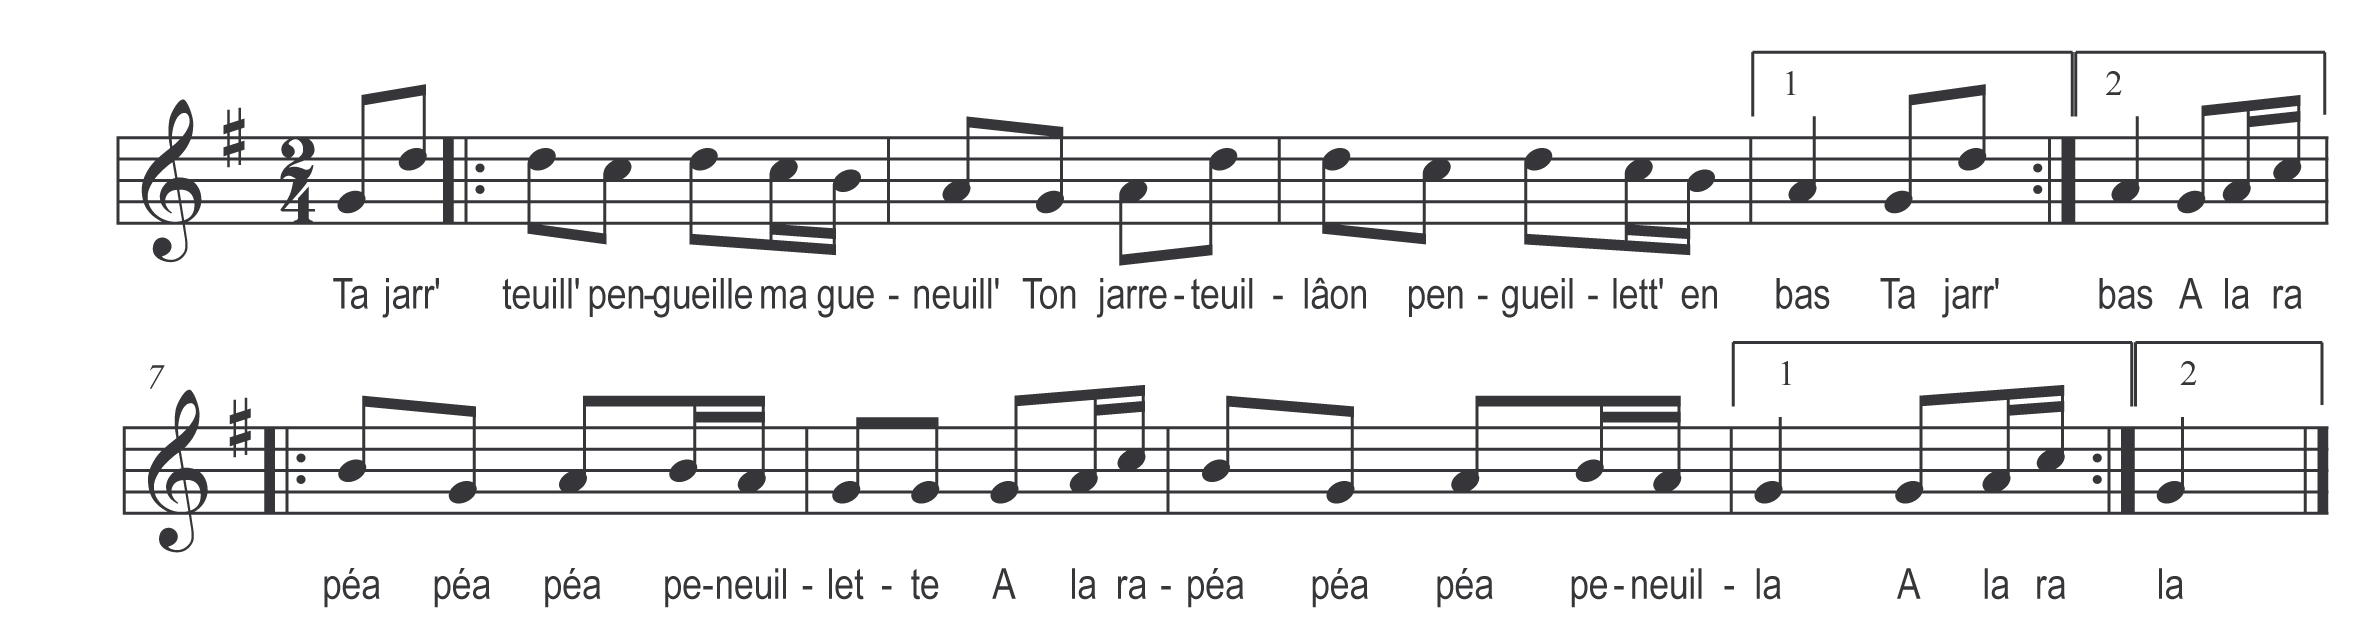 1 2
2
4
Ta jarr' teuill' pen-gueille ma gue - neuill' Ton jarre - teuil - lâon pen - gueil - lett' en bas Ta jarr' bas A la ra
7
1 2
péa péa péa pe-neuil - let - te A la ra - péa péa péa pe - neuil - la A la ra la